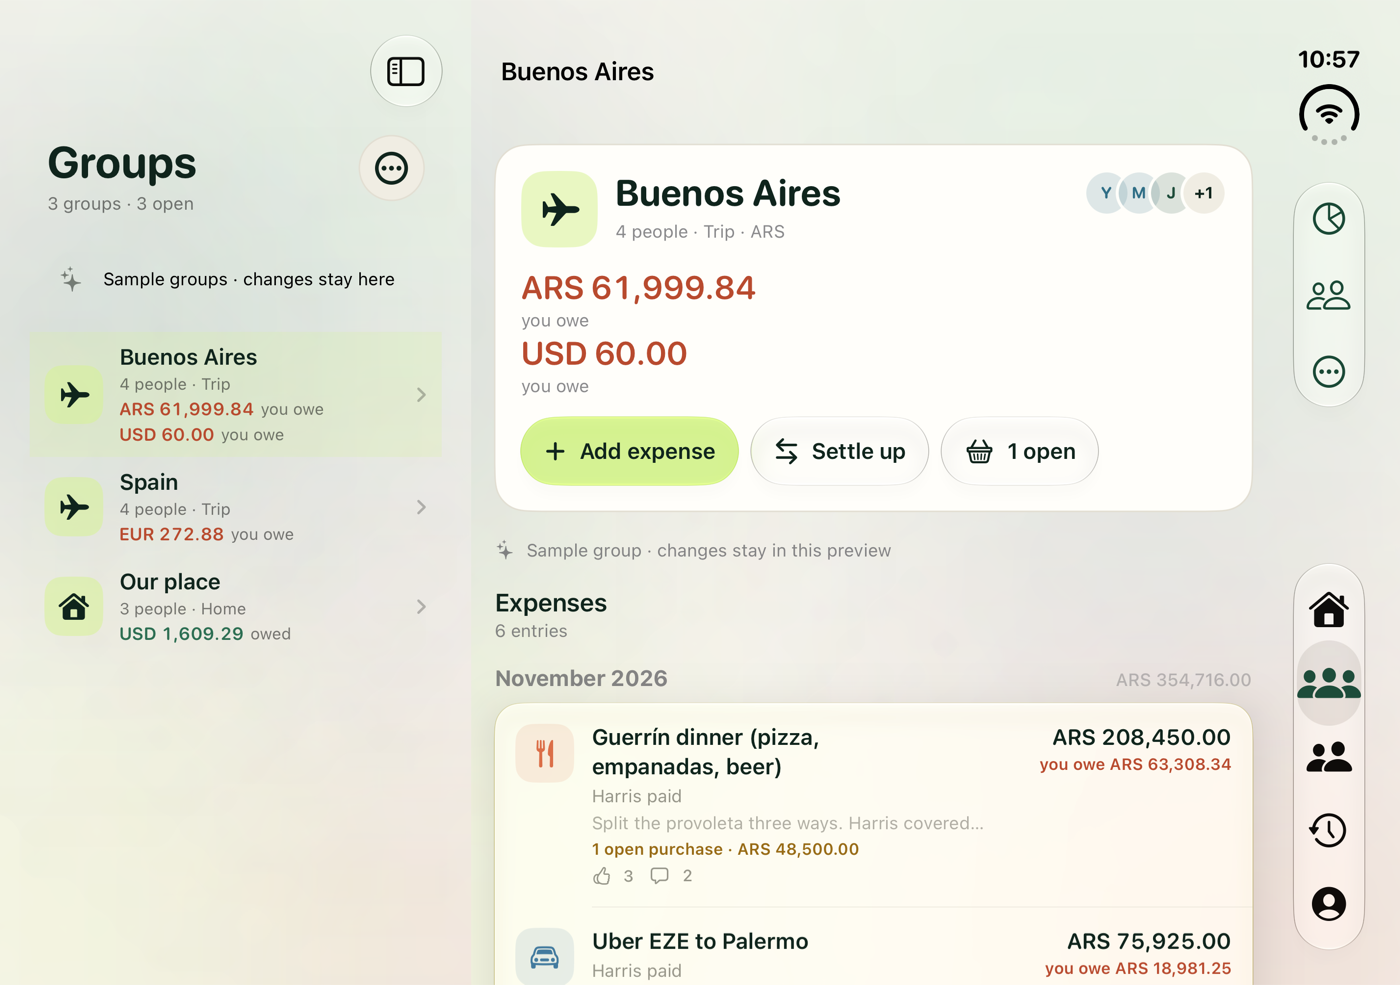 Groups
3 groups · 3 open
Sample groups · changes stay here
Buenos Aires
4 people · Trip
ARS 61,999.84 you owe
USD 60.00 you owe
Spain
4 people · Trip
EUR 272.88 you owe
Our place
3 people · Home
USD 1,609.29 owed
Buenos Aires
Buenos Aires
4 people · Trip · ARS
Y M J +1
ARS 61,999.84
you owe
USD 60.00
you owe
Add expense
Settle up
1 open
Sample group · changes stay in this preview
Expenses
6 entries
November 2026
ARS 354,716.00
Guerrín dinner (pizza,
empanadas, beer)
ARS 208,450.00
you owe ARS 63,308.34
Harris paid
Split the provoleta three ways. Harris covered...
1 open purchase · ARS 48,500.00
3 2
Uber EZE to Palermo
ARS 75,925.00
Harris paid
you owe ARS 18,981.25
10:57